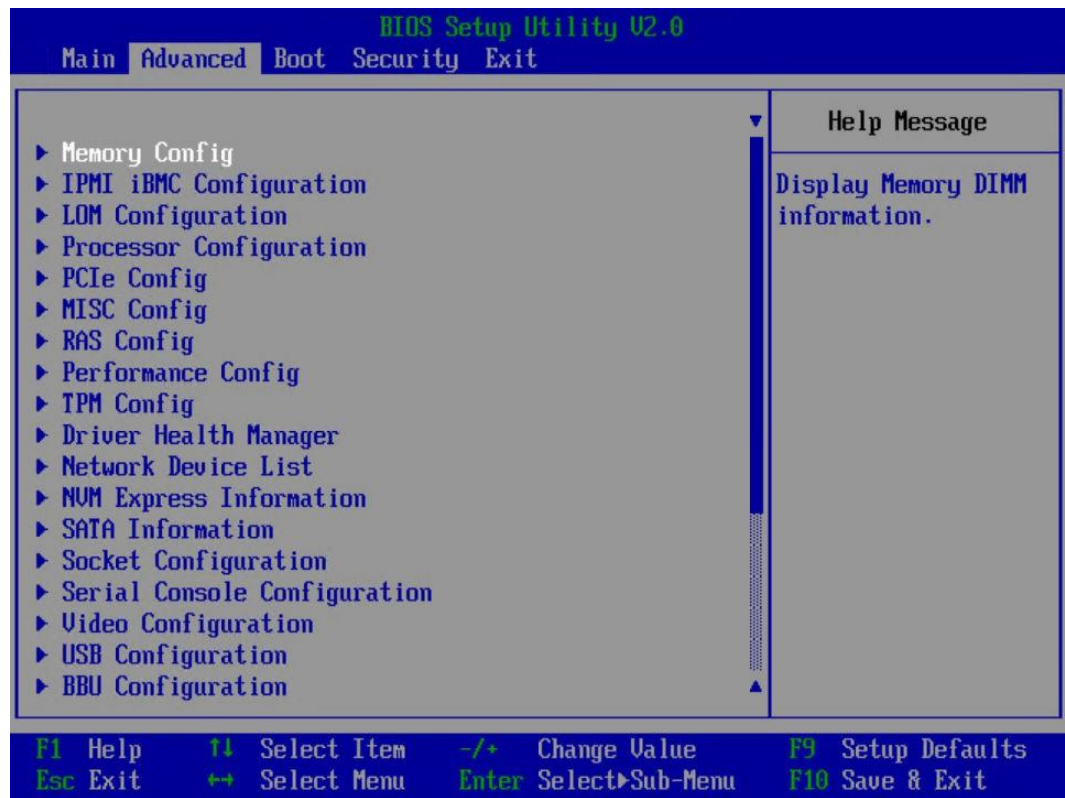 BIOS Setup Utility V2.0
Main Advanced Boot Security Exit
Memory Config
IPMI iBMC Configuration
LOM Configuration
Processor Configuration
PCIe Config
MISC Config
RAS Config
Performance Config
TPM Config
Driver Health Manager
Network Device List
NVM Express Information
SATA Information
Socket Configuration
Serial Console Configuration
Video Configuration
USB Configuration
BBU Configuration
Help Message
Display Memory DIMM
information.
F1 Help ↑↓ Select Item -/+ Change Value F9 Setup Defaults
Esc Exit ↔ Select Menu Enter Select▶Sub-Menu F10 Save & Exit